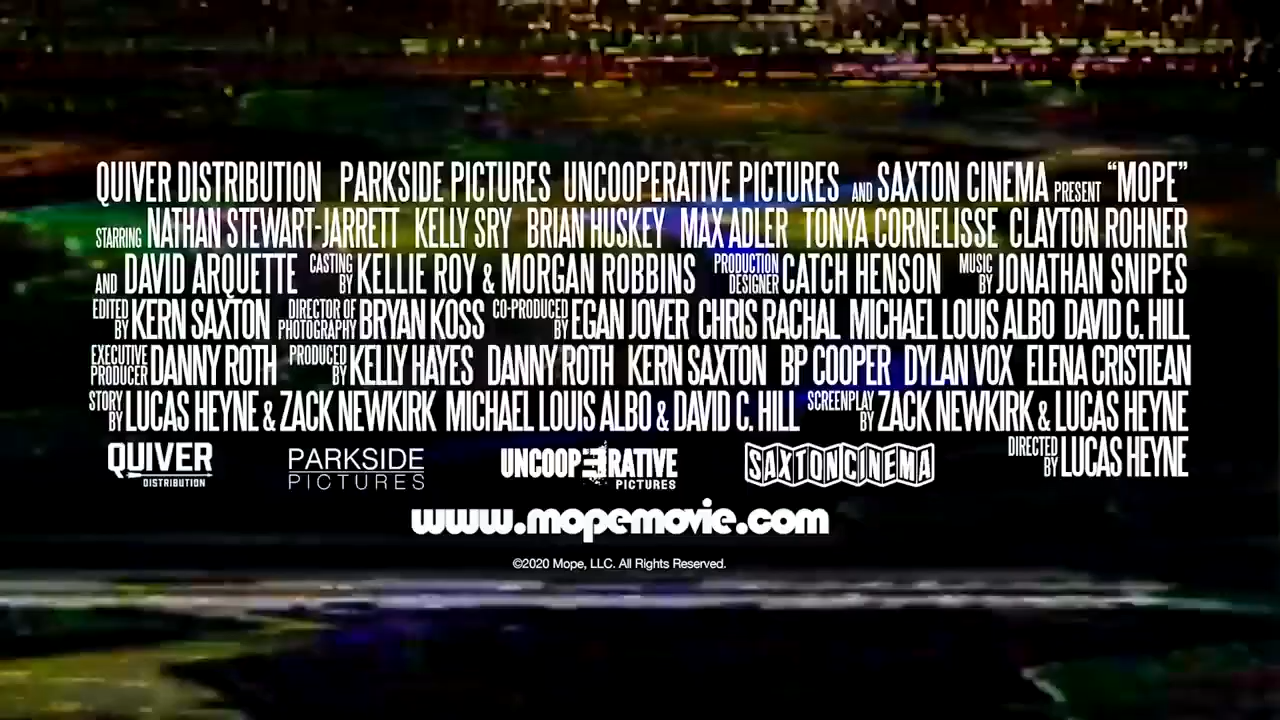 QUIVER DISTRIBUTION PARKSIDE PICTURES UNCOOPERATIVE PICTURES AND SAXTON CINEMA PRESENT “MOPE”
STARRING NATHAN STEWART-JARRETT KELLY SRY BRIAN HUSKEY MAX ADLER TONYA CORNELISSE CLAYTON ROHNER
AND DAVID ARQUETTE CASTING BY KELLIE ROY & MORGAN ROBBINS PRODUCTION DESIGNER CATCH HENSON MUSIC BY JONATHAN SNIPES
EDITED BY KERN SAXTON DIRECTOR OF PHOTOGRAPHY BRYAN KOSS CO-PRODUCED BY EGAN JOVER CHRIS RACHAL MICHAEL LOUIS ALBO DAVID C. HILL
EXECUTIVE PRODUCER DANNY ROTH PRODUCED BY KELLY HAYES DANNY ROTH KERN SAXTON BP COOPER DYLAN VOX ELENA CRISTIEAN
STORY BY LUCAS HEYNE & ZACK NEWKIRK MICHAEL LOUIS ALBO & DAVID C. HILL SCREENPLAY BY ZACK NEWKIRK & LUCAS HEYNE
DIRECTED BY LUCAS HEYNE
QUIVER DISTRIBUTION
PARKSIDE PICTURES
UNCOOPERATIVE PICTURES
SAXTONCINEMA
www.mopemovie.com
©2020 Mope, LLC. All Rights Reserved.